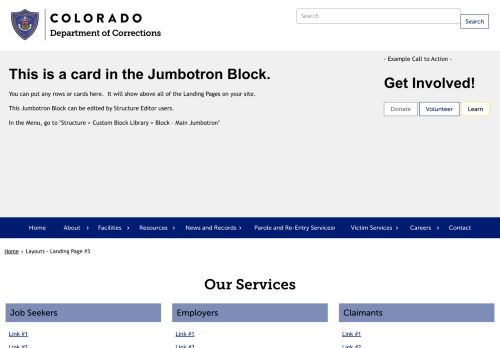 COLORADO
Department of Corrections
Search
Search
This is a card in the Jumbotron Block.
You can put any rows or cards here. It will show above all of the Landing Pages on your site.
This Jumbotron Block can be edited by Structure Editor users.
In the Menu, go to "Structure > Custom Block Library > Block - Main Jumbotron"
- Example Call to Action -
Get Involved!
Donate Volunteer Learn
Home About › Facilities › Resources › News and Records › Parole and Re-Entry Services› Victim Services › Careers › Contact
Home › Layouts - Landing Page #3
Our Services
Job Seekers Employers Claimants
Link #1 Link #1 Link #1
Link #2 Link #2 Link #2